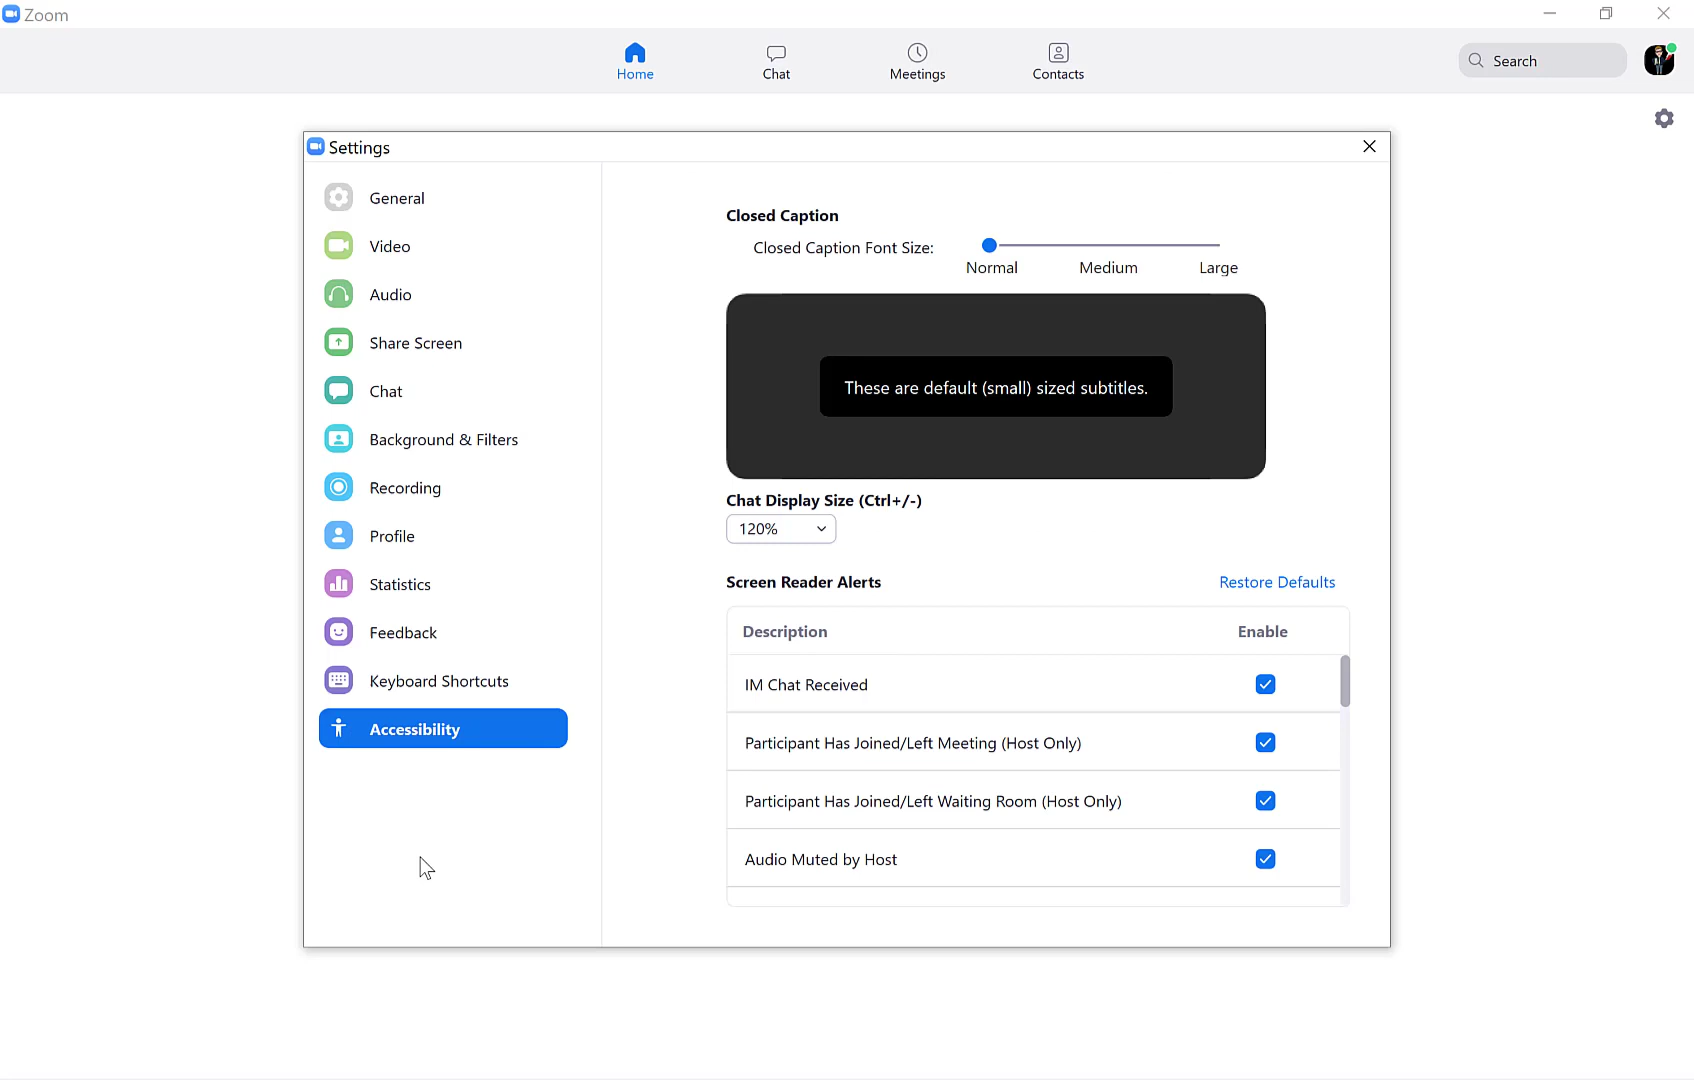 Zoom
Home
Chat
Meetings
Contacts
Search
Settings
General
Video
Audio
Share Screen
Chat
Background & Filters
Recording
Profile
Statistics
Feedback
Keyboard Shortcuts
Accessibility
Closed Caption
Closed Caption Font Size:
Normal Medium Large
These are default (small) sized subtitles.
Chat Display Size (Ctrl+/-)
120%
Screen Reader Alerts Restore Defaults
Description Enable
IM Chat Received
Participant Has Joined/Left Meeting (Host Only)
Participant Has Joined/Left Waiting Room (Host Only)
Audio Muted by Host